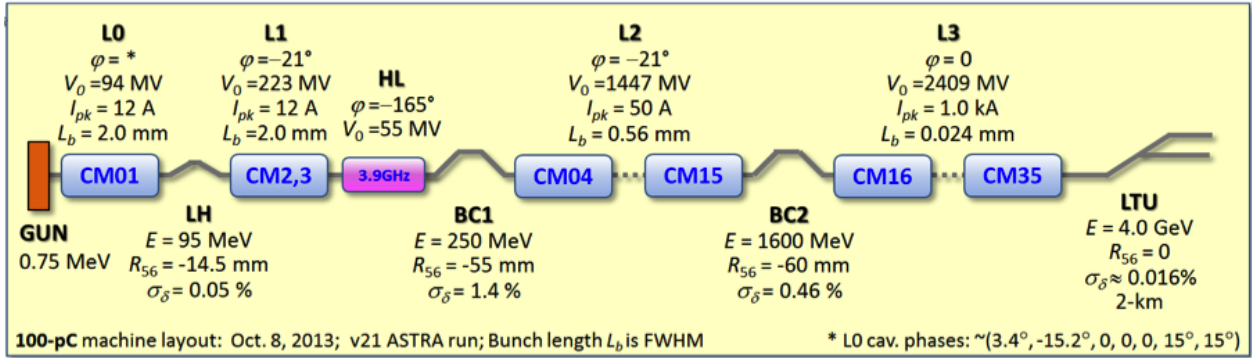 L0
φ = *
V0 =94 MV
Ipk = 12 A
Lb = 2.0 mm
L1
φ =−21°
V0 =223 MV
Ipk = 12 A
Lb =2.0 mm
HL
φ =−165°
V0 =55 MV
L2
φ =−21°
V0 =1447 MV
Ipk = 50 A
Lb = 0.56 mm
L3
φ = 0
V0 =2409 MV
Ipk = 1.0 kA
Lb = 0.024 mm
CM01
CM2,3
3.9GHz
CM04
CM15
CM16
CM35
GUN
0.75 MeV
LH
E = 95 MeV
R56 = -14.5 mm
σδ = 0.05 %
BC1
E = 250 MeV
R56 = -55 mm
σδ = 1.4 %
BC2
E = 1600 MeV
R56 = -60 mm
σδ = 0.46 %
LTU
E = 4.0 GeV
R56 = 0
σδ ≈ 0.016%
2-km
100-pC machine layout: Oct. 8, 2013; v21 ASTRA run; Bunch length Lb is FWHM
* L0 cav. phases: ~(3.4°, -15.2°, 0, 0, 0, 15°, 15°)